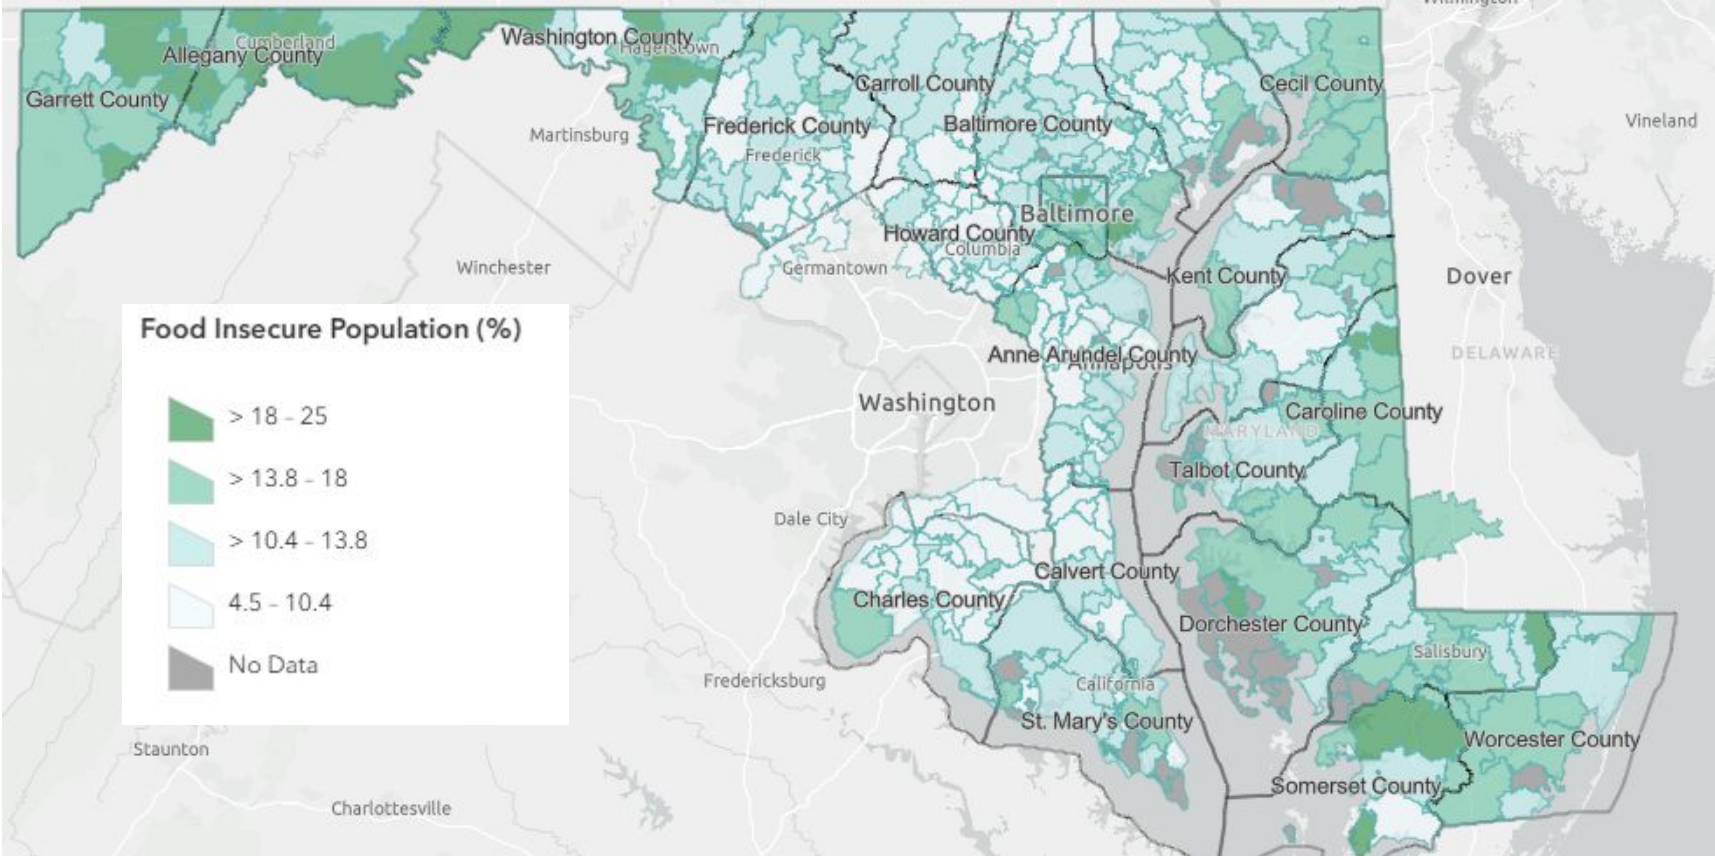 Wilmington
Washington County
Cumberland
Hagerstown
Allegany County
Carroll County
Cecil County
Garrett County
Vineland
Frederick County
Baltimore County
Martinsburg
Frederick
Baltimore
Howard County
Columbia
Winchester
Germantown
Kent County
Dover
Food Insecure Population (%)
Anne Arundel County
Annapolis
DELAWARE
Washington
> 18 - 25
Caroline County
MARYLAND
Talbot County
> 13.8 - 18
Dale City
> 10.4 - 13.8
Calvert County
4.5 - 10.4
Charles County
Dorchester County
Salisbury
No Data
Fredericksburg
California
St. Mary's County
Worcester County
Staunton
Somerset County
Charlottesville